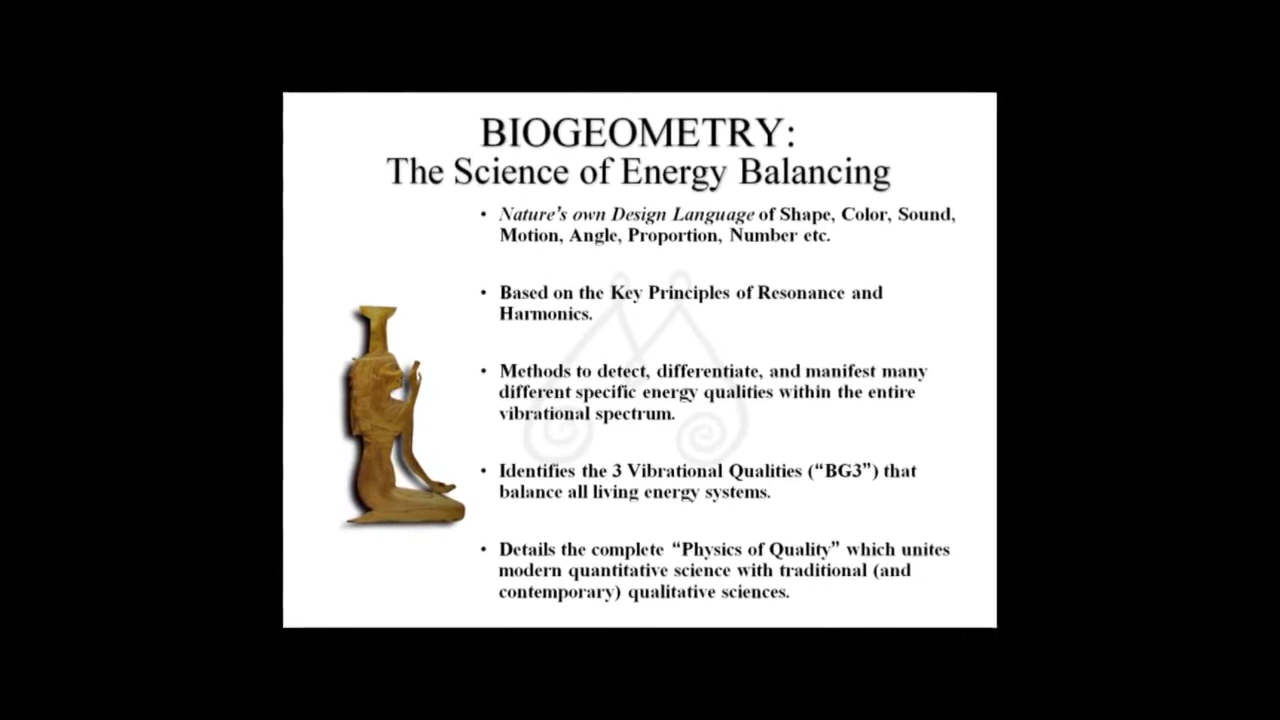 BIOGEOMETRY:
The Science of Energy Balancing
• Nature's own Design Language of Shape, Color, Sound,
Motion, Angle, Proportion, Number etc.
• Based on the Key Principles of Resonance and
Harmonics.
• Methods to detect, differentiate, and manifest many
different specific energy qualities within the entire
vibrational spectrum.
• Identifies the 3 Vibrational Qualities (“BG3”) that
balance all living energy systems.
• Details the complete “Physics of Quality” which unites
modern quantitative science with traditional (and
contemporary) qualitative sciences.